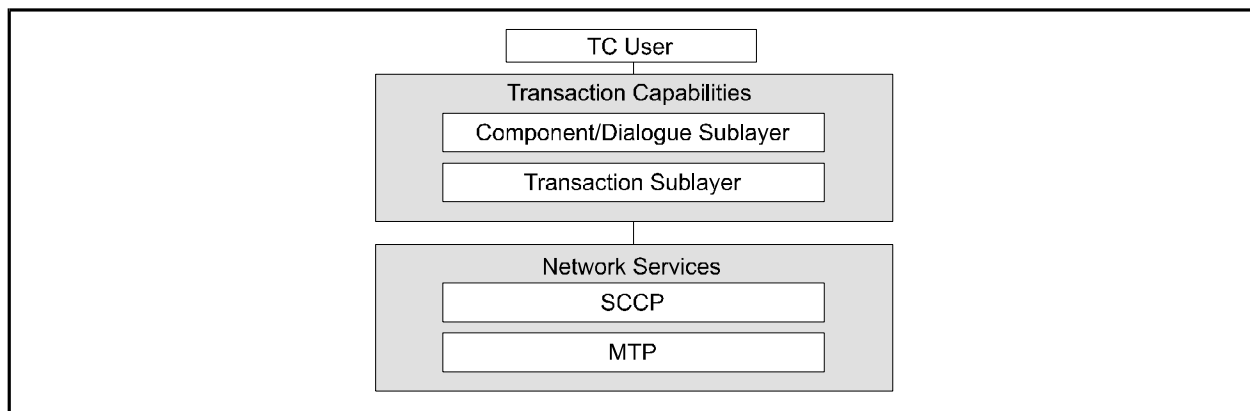 TC User
Transaction Capabilities
Component/Dialogue Sublayer
Transaction Sublayer
Network Services
SCCP
MTP